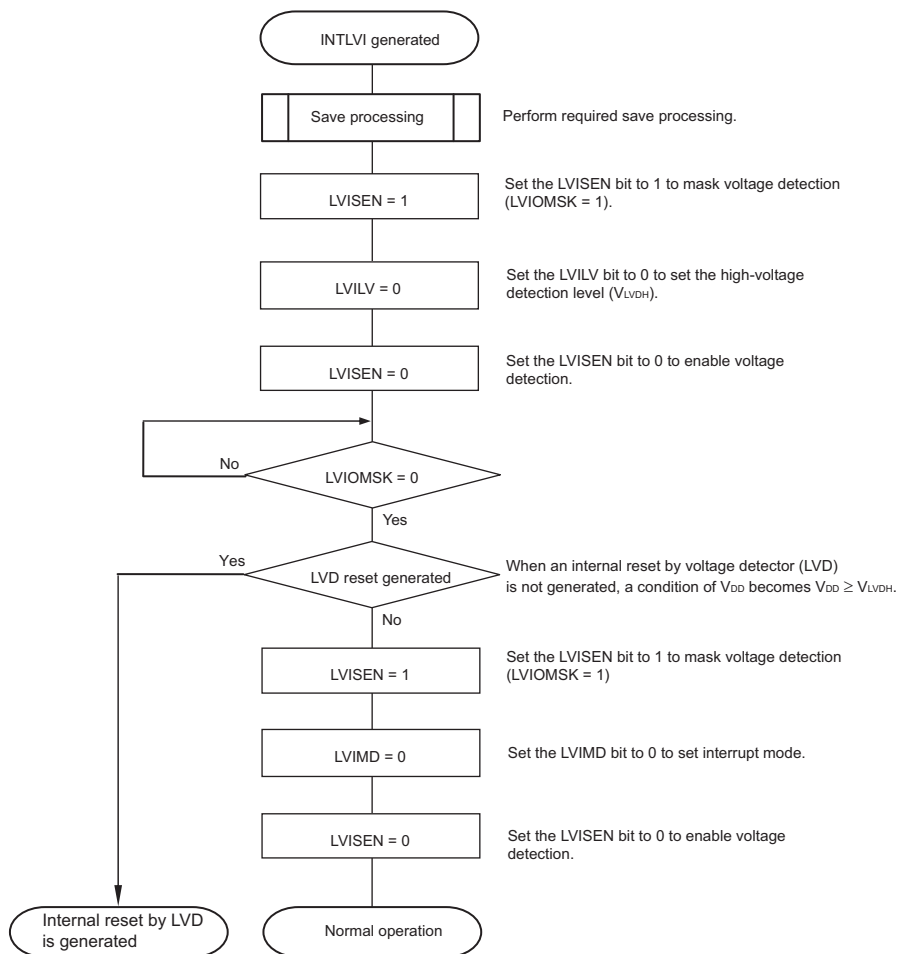 INTLVI generated
Save processing
Perform required save processing.
LVISEN = 1
Set the LVISEN bit to 1 to mask voltage detection
(LVIOMSK = 1).
LVILV = 0
Set the LVILV bit to 0 to set the high-voltage
detection level (VLVDH).
LVISEN = 0
Set the LVISEN bit to 0 to enable voltage
detection.
No
LVIOMSK = 0
Yes
Yes
LVD reset generated
When an internal reset by voltage detector (LVD)
is not generated, a condition of VDD becomes VDD ≥ VLVDH.
No
LVISEN = 1
Set the LVISEN bit to 1 to mask voltage detection
(LVIOMSK = 1)
LVIMD = 0
Set the LVIMD bit to 0 to set interrupt mode.
LVISEN = 0
Set the LVISEN bit to 0 to enable voltage
detection.
Internal reset by LVD
is generated
Normal operation